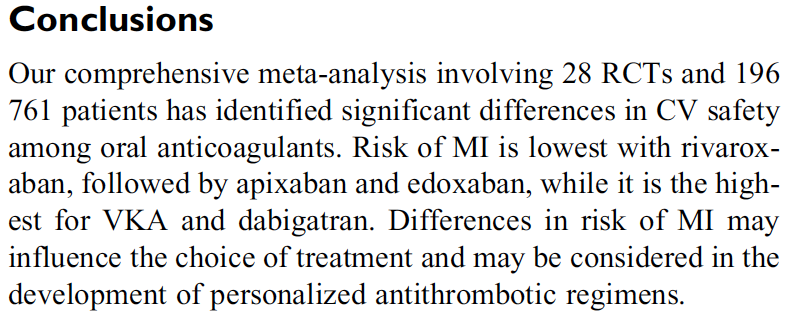 Conclusions
Our comprehensive meta-analysis involving 28 RCTs and 196
761 patients has identified significant differences in CV safety
among oral anticoagulants. Risk of MI is lowest with rivarox-
aban, followed by apixaban and edoxaban, while it is the high-
est for VKA and dabigatran. Differences in risk of MI may
influence the choice of treatment and may be considered in the
development of personalized antithrombotic regimens.